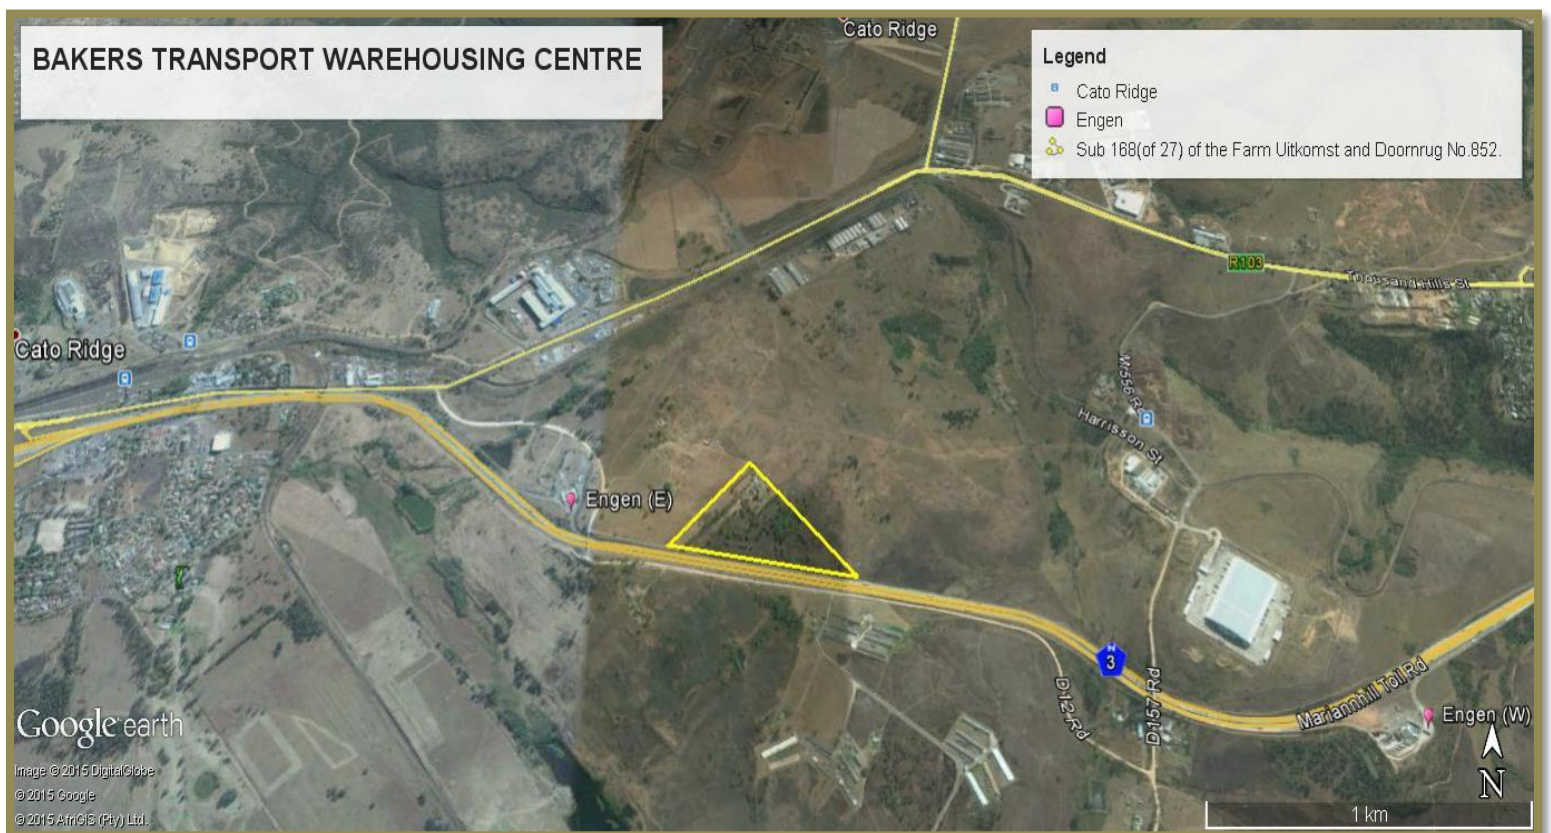 BAKERS TRANSPORT WAREHOUSING CENTRE
Cato Ridge
Legend
Cato Ridge
Engen
Sub 168(of 27) of the Farm Uitkomst and Doornrug No.852.
R103
Thousand Hills St
Cato Ridge
M556 R
Harrisson St
Engen (E)
3
Mariannhill Toll Rd
D12 Rd
D157 Rd
Engen (W)
N
1 km
Google earth
Image © 2015 DigitalGlobe
© 2015 Google
© 2015 AfriGIS (Pty) Ltd.